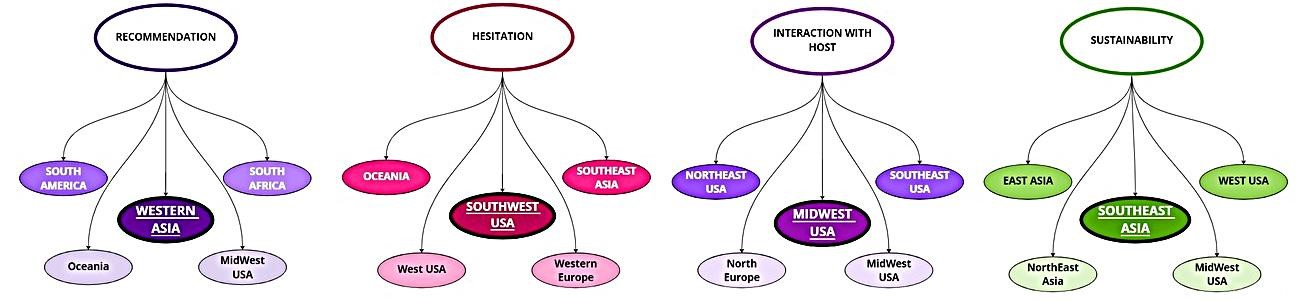 RECOMMENDATION
SOUTH
AMERICA
SOUTH
AFRICA
WESTERN
ASIA
Oceania
MidWest
USA
HESITATION
OCEANIA
SOUTHEAST
ASIA
SOUTHWEST
USA
West USA
Western
Europe
INTERACTION WITH
HOST
NORTHEAST
USA
SOUTHEAST
USA
MIDWEST
USA
North
Europe
MidWest
USA
SUSTAINABILITY
EAST ASIA
WEST USA
SOUTHEAST
ASIA
NorthEast
Asia
MidWest
USA